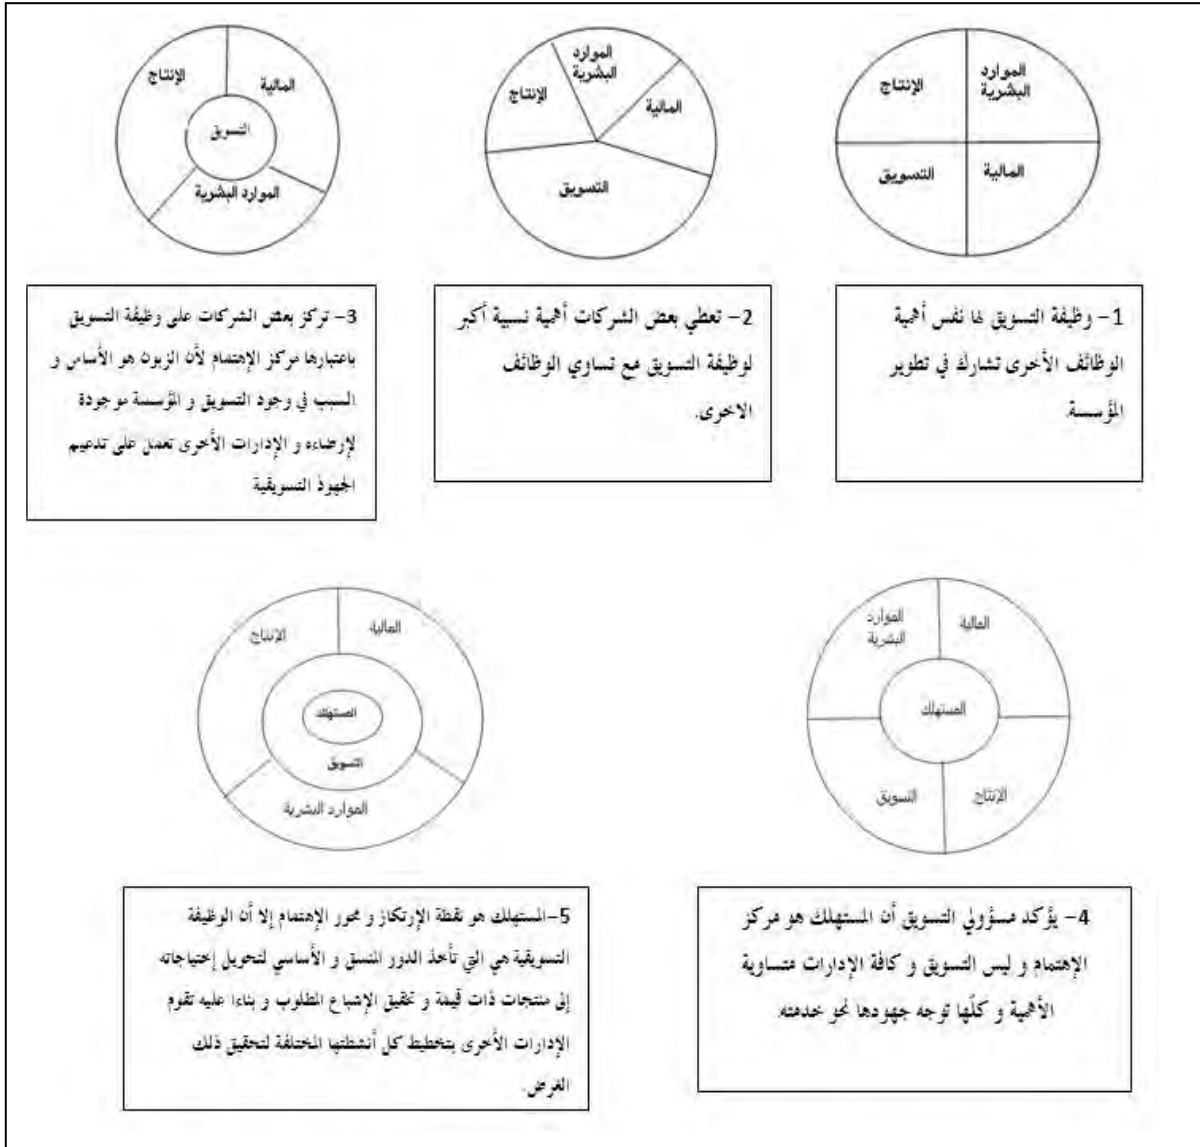 الموارد
البشرية
الإنتاج
المالية
التسويق
1- وظيفة التسويق لها نفس أهمية
الوظائف الأخرى تشارك في تطوير
المؤسسة.
الموارد
البشرية
الإنتاج
المالية
التسويق
2- تعطي بعض الشركات أهمية نسبية أكبر
لوظيفة التسويق مع تساوي الوظائف
الاخرى.
الإنتاج
المالية
التسويق
الموارد البشرية
3- تركز بعض الشركات على وظيفة التسويق
باعتبارها مركز الإهتمام لأن الزبون هو الأساس و
السبب في وجود التسويق و المؤسسة موجودة
لإرضاءه و الإدارات الأخرى تعمل على تدعيم
الجهوذ التسويقية
الموارد
البشرية
المالية
المستهلك
التسويق
الإنتاج
4- يؤكد مسؤولي التسويق أن المستهلك هو مركز
الإهتمام و ليس التسويق و كافة الإدارات متساوية
الأهمية و كلّها توجه جهودها نحو خدمته.
الإنتاج
المالية
المستهلك
التسويق
الموارد البشرية
5-المستهلك هو نقطة الإرتكاز و محور الإهتمام إلا أن الوظيفة
التسويقية هي التي تأخذ الدور المنسق و الأساسي لتحويل إحتياجاته
إلى منتجات ذات قيمة و تحقيق الإشباع المطلوب و بناءا عليه تقوم
الإدارات الأخرى بتخطيط كل أنشطتها المختلفة لتحقيق ذلك
الغرض.